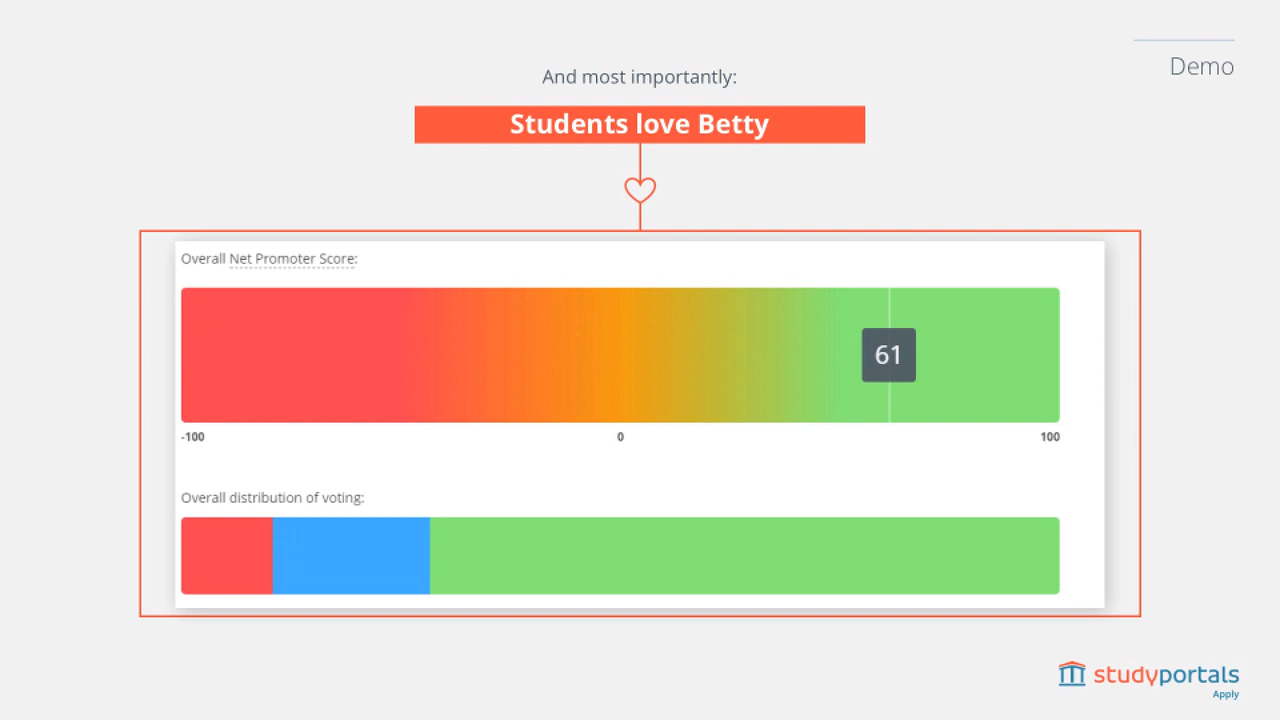 Demo
And most importantly:
Students love Betty
Overall Net Promoter Score:
61
-100 0 100
Overall distribution of voting:
studyportals
Apply